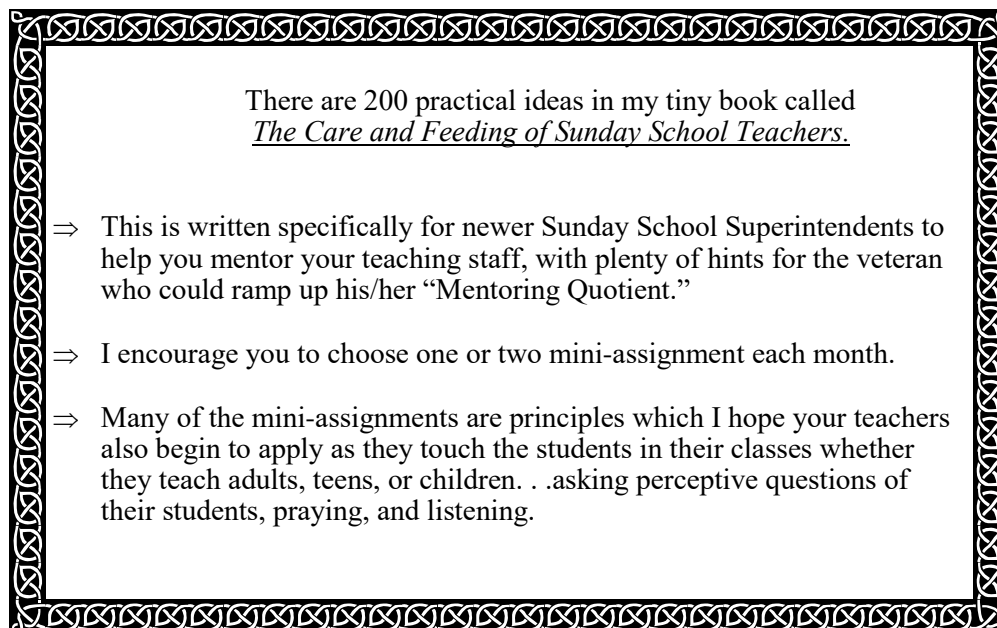 There are 200 practical ideas in my tiny book called
The Care and Feeding of Sunday School Teachers.
⇒ This is written specifically for newer Sunday School Superintendents to
help you mentor your teaching staff, with plenty of hints for the veteran
who could ramp up his/her “Mentoring Quotient.”
⇒ I encourage you to choose one or two mini-assignment each month.
⇒ Many of the mini-assignments are principles which I hope your teachers
also begin to apply as they touch the students in their classes whether
they teach adults, teens, or children. . .asking perceptive questions of
their students, praying, and listening.